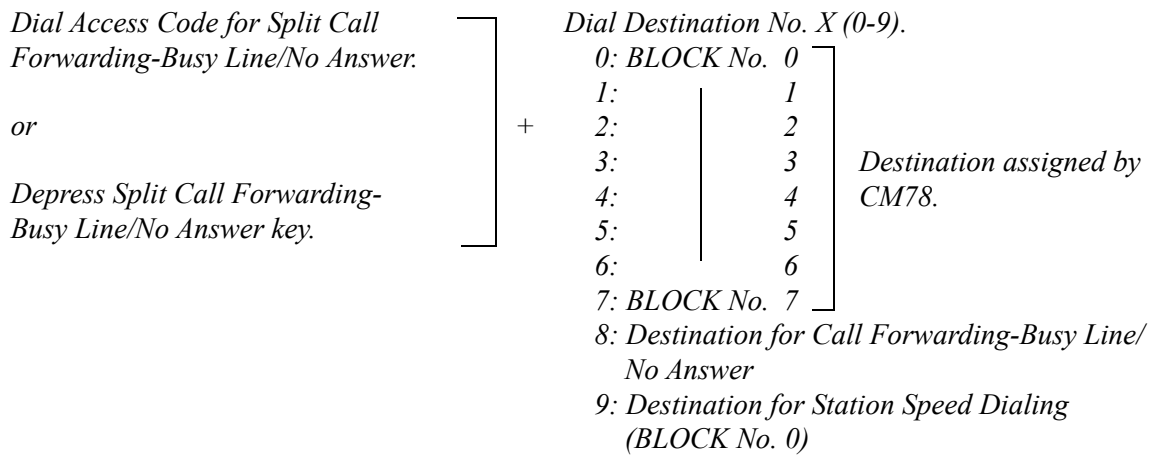 Dial Access Code for Split Call
Forwarding-Busy Line/No Answer.
or
Depress Split Call Forwarding-
Busy Line/No Answer key.
+
Dial Destination No. X (0-9).
0: BLOCK No. 0
1: 1
2: 2
3: 3
4: 4
5: 5
6: 6
7: BLOCK No. 7
Destination assigned by
CM78.
8: Destination for Call Forwarding-Busy Line/
No Answer
9: Destination for Station Speed Dialing
(BLOCK No. 0)